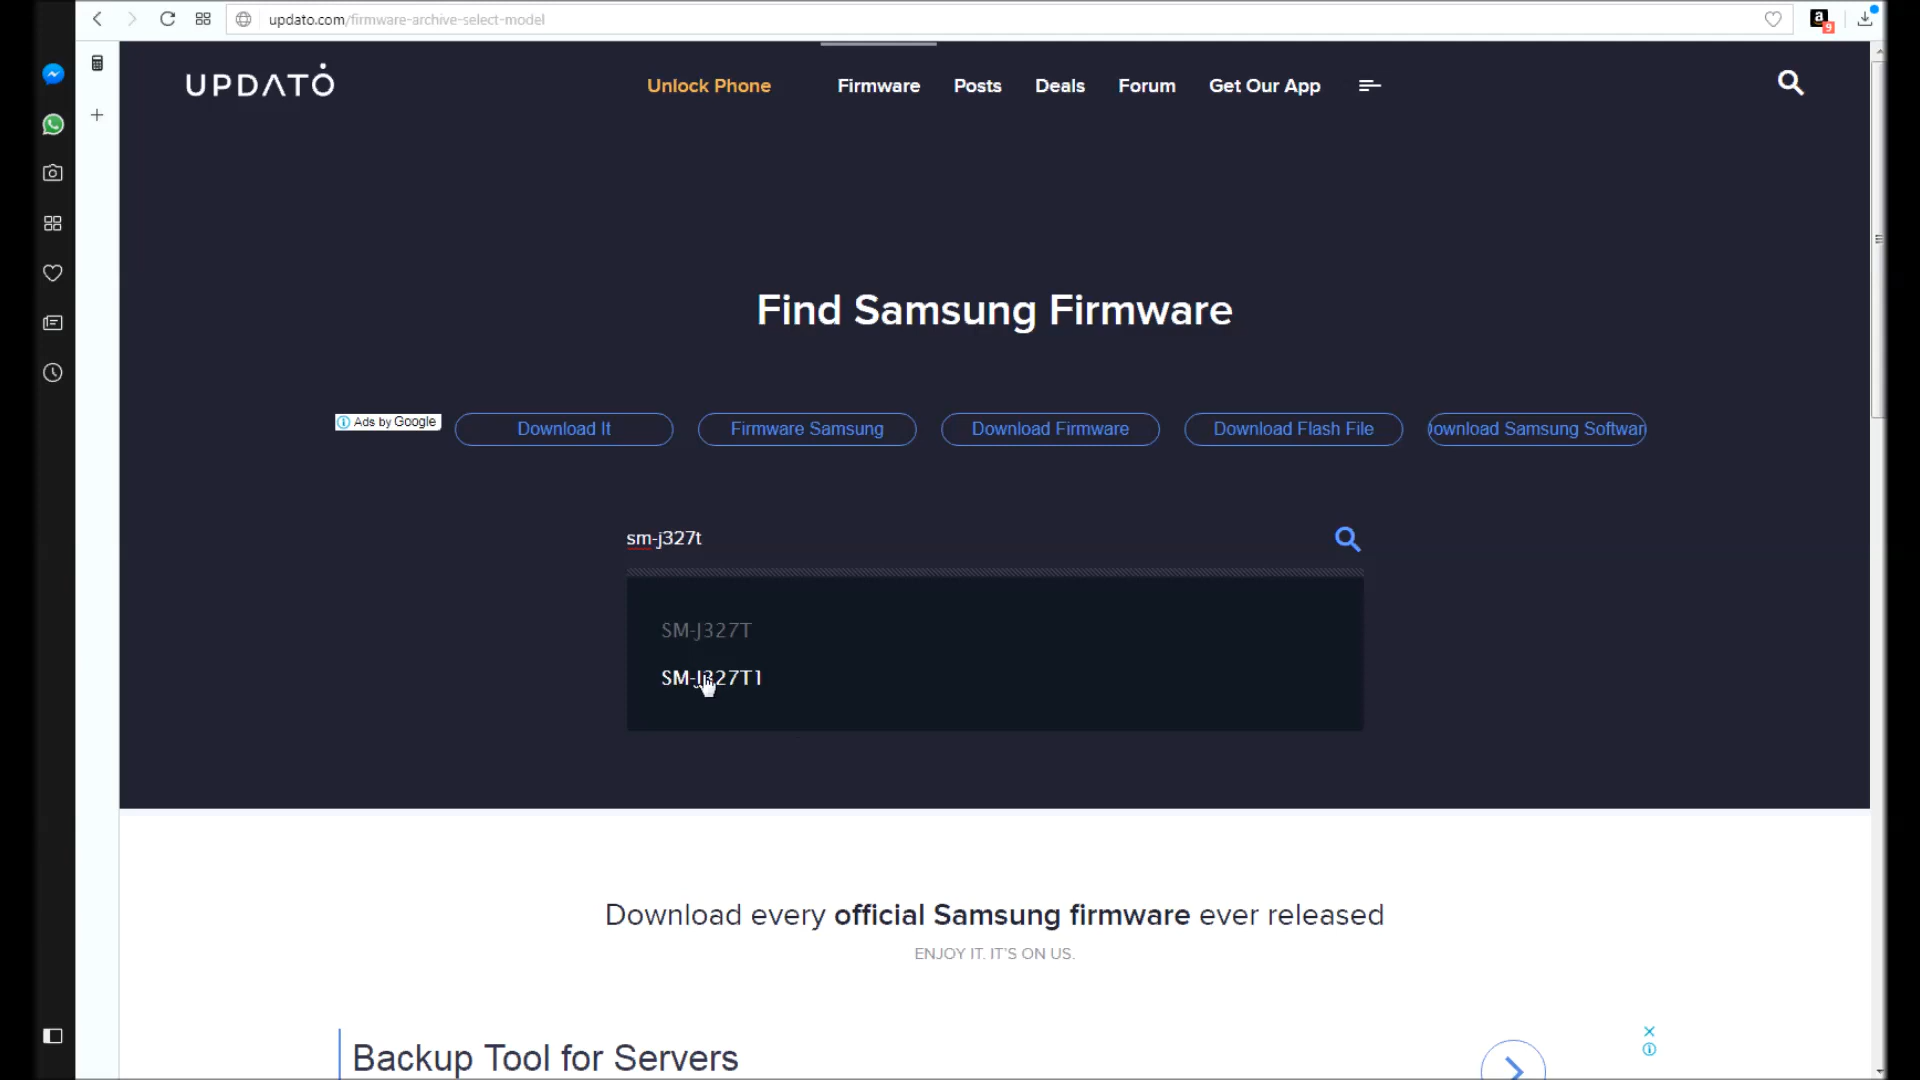 updato.com/firmware-archive-select-model
a
9
UPDATO
Unlock Phone
Firmware
Posts
Deals
Forum
Get Our App
Find Samsung Firmware
Ads by Google
Download It
Firmware Samsung
Download Firmware
Download Flash File
ownload Samsung Softwar
sm-j327t
SM-J327T
SM-J327T1
Download every official Samsung firmware ever released
ENJOY IT. IT'S ON US.
Backup Tool for Servers